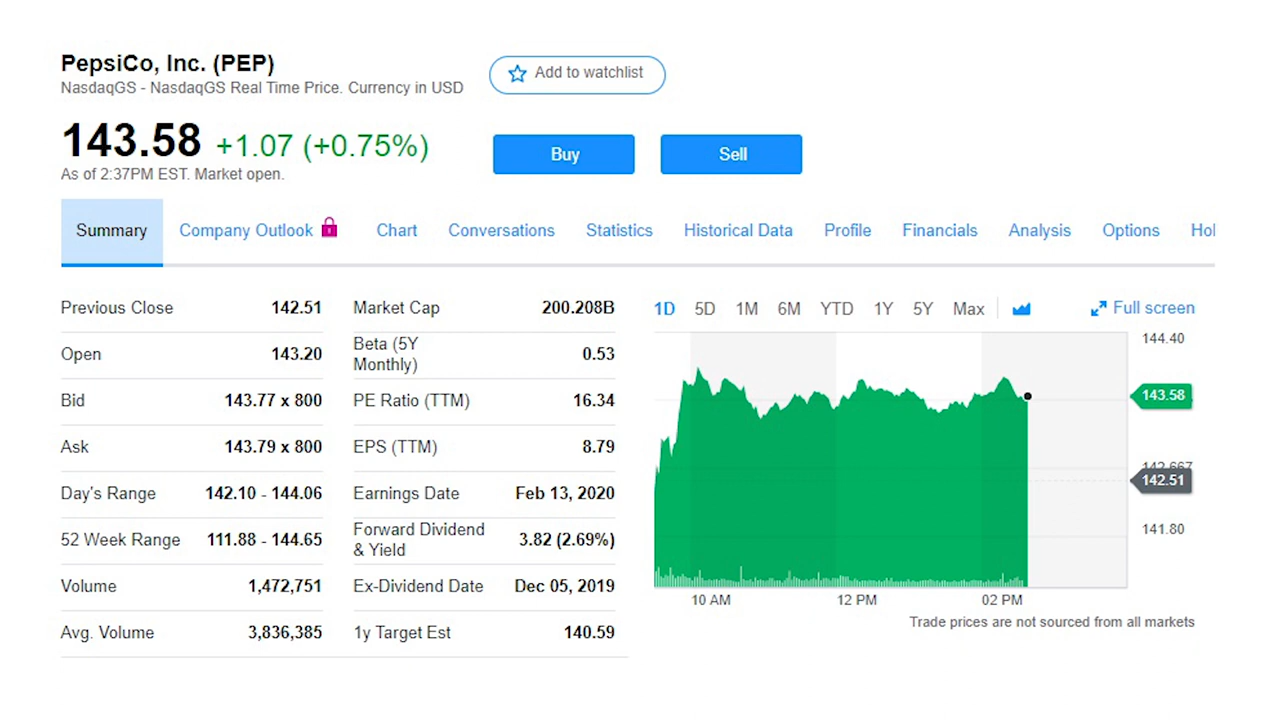 PepsiCo, Inc. (PEP)
NasdaqGS - NasdaqGS Real Time Price. Currency in USD
Add to watchlist
143.58 +1.07 (+0.75%)
As of 2:37PM EST. Market open.
Buy
Sell
Summary
Company Outlook
Chart
Conversations
Statistics
Historical Data
Profile
Financials
Analysis
Options
Hol
Previous Close 142.51
Open 143.20
Bid 143.77 x 800
Ask 143.79 x 800
Day's Range 142.10 - 144.06
52 Week Range 111.88 - 144.65
Volume 1,472,751
Avg. Volume 3,836,385
Market Cap 200.208B
Beta (5Y
Monthly) 0.53
PE Ratio (TTM) 16.34
EPS (TTM) 8.79
Earnings Date Feb 13, 2020
Forward Dividend
& Yield 3.82 (2.69%)
Ex-Dividend Date Dec 05, 2019
1y Target Est 140.59
1D 5D 1M 6M YTD 1Y 5Y Max
Full screen
144.40
143.58
142.667
142.51
141.80
10 AM 12 PM 02 PM
Trade prices are not sourced from all markets